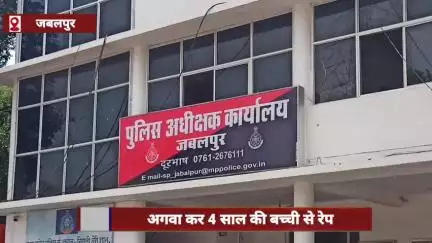 जबलपुर
पुलिस अधीक्षक कार्यालय
जबलपुर
दूरभाष 0761-2676111
E mail-sp_jabalpur@mppolice.gov.in
अगवा कर 4 साल की बच्ची से रेप